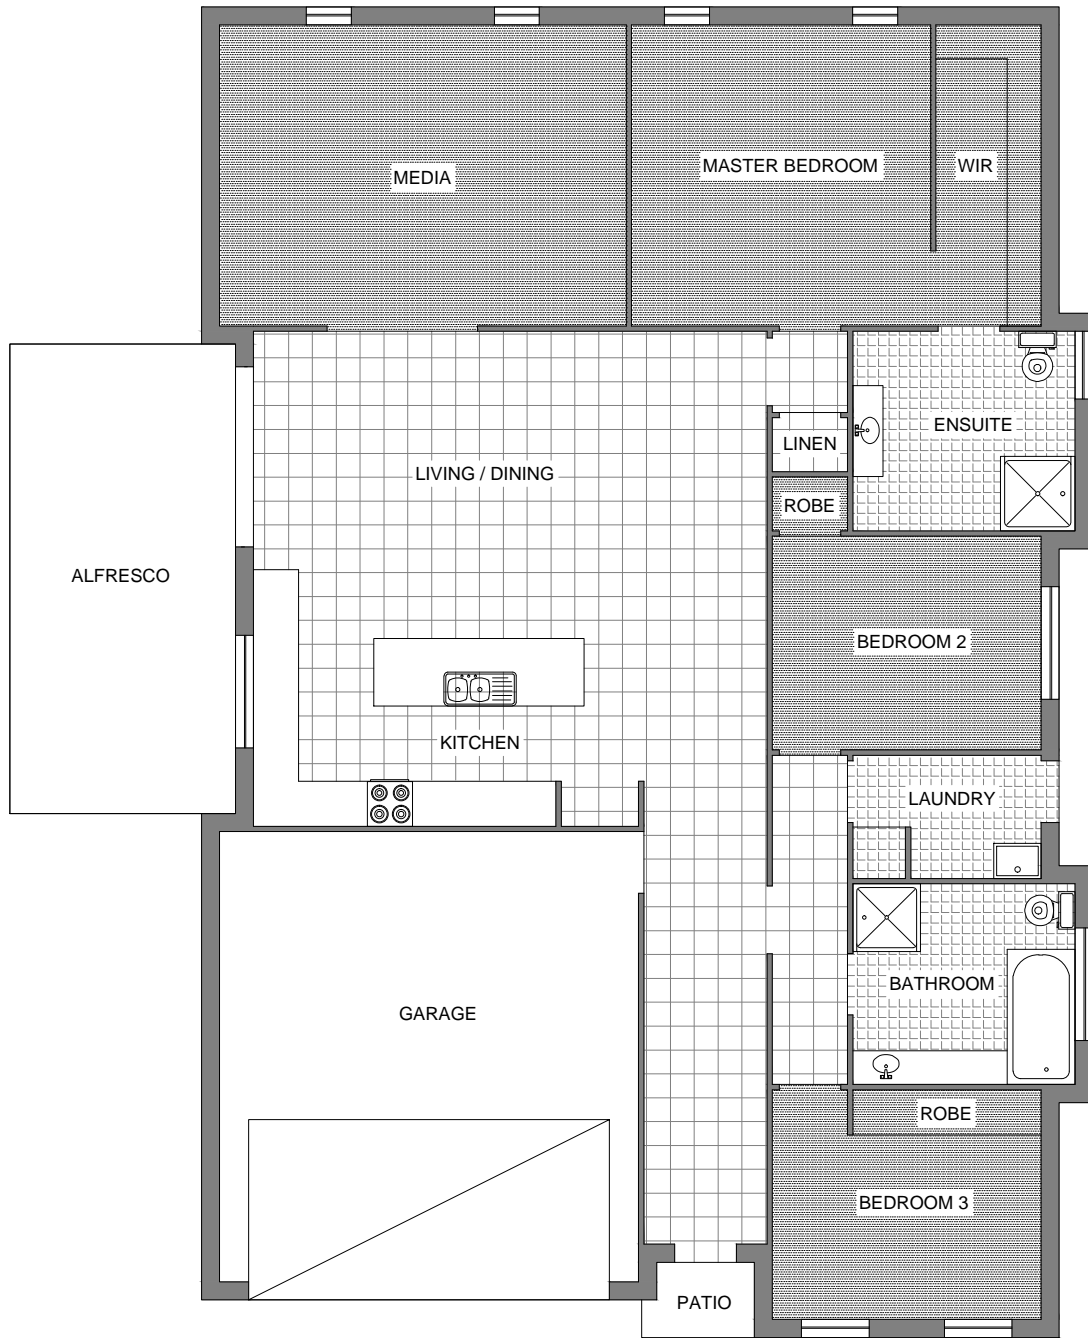 MASTER BEDROOM
WIR
MEDIA
ENSUITE
LINEN
LIVING / DINING
ROBE
ALFRESCO
BEDROOM 2
KITCHEN
LAUNDRY
BATHROOM
GARAGE
ROBE
BEDROOM 3
PATIO